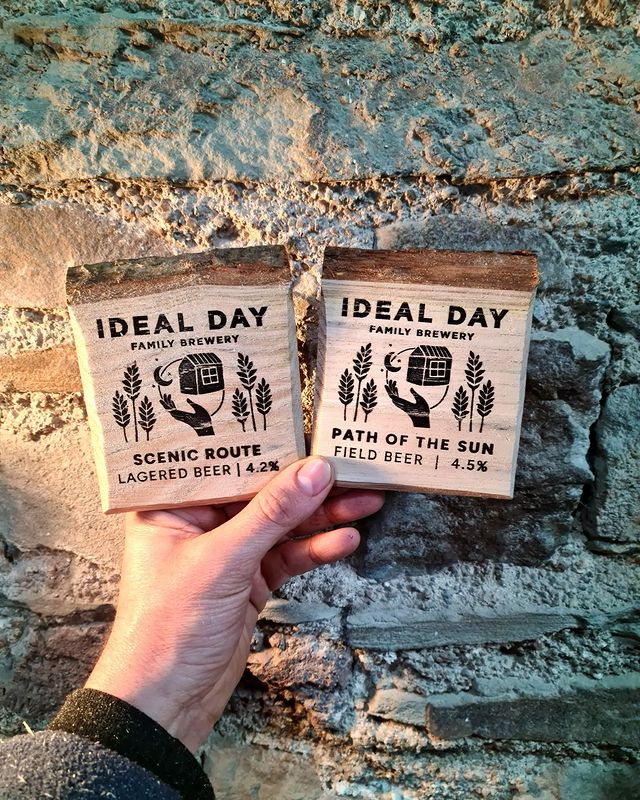 IDEAL DAY
FAMILY BREWERY
SCENIC ROUTE
LAGERED BEER | 4.2%
IDEAL DAY
FAMILY BREWERY
PATH OF THE SUN
FIELD BEER | 4.5%